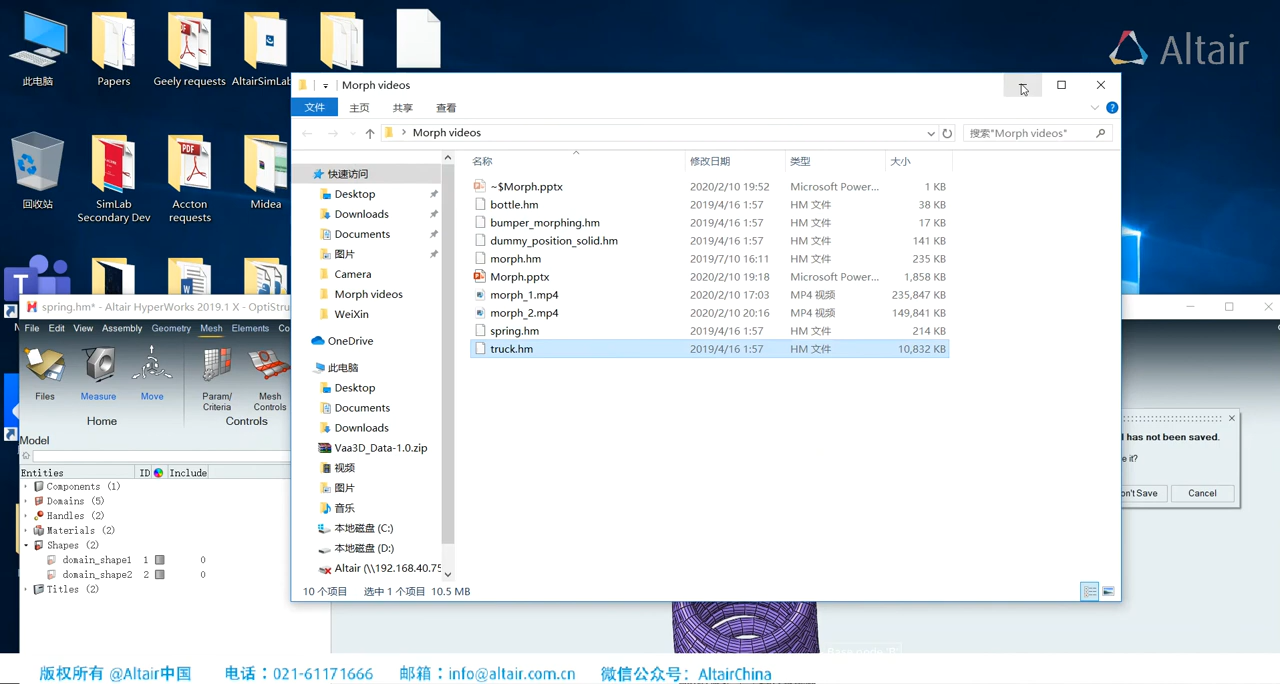 Altair
此电脑
Papers
Geely requests
AltairSimLab
回收站
SimLab Secondary Dev
Accton requests
Midea
Morph videos
文件 主页 共享 查看
Morph videos
搜索"Morph videos"
快速访问
Desktop
Downloads
Documents
图片
Camera
Morph videos
WeiXin
OneDrive
此电脑
Desktop
Documents
Downloads
Vaa3D_Data-1.0.zip
视频
图片
音乐
本地磁盘 (C:)
本地磁盘 (D:)
Altair (\\192.168.40.75
名称 修改日期 类型 大小
~$Morph.pptx 2020/2/10 19:52 Microsoft Power... 1 KB
bottle.hm 2019/4/16 1:57 HM 文件 38 KB
bumper_morphing.hm 2019/4/16 1:57 HM 文件 17 KB
dummy_position_solid.hm 2019/4/16 1:57 HM 文件 141 KB
morph.hm 2019/7/10 16:11 HM 文件 235 KB
Morph.pptx 2020/2/10 19:18 Microsoft Power... 1,858 KB
morph_1.mp4 2020/2/10 17:03 MP4 视频 235,847 KB
morph_2.mp4 2020/2/10 20:16 MP4 视频 149,841 KB
spring.hm 2019/4/16 1:57 HM 文件 214 KB
truck.hm 2019/4/16 1:57 HM 文件 10,832 KB
10 个项目 选中 1 个项目 10.5 MB
spring.hm* - Altair HyperWorks 2019.1 X - OptiStru
File Edit View Assembly Geometry Mesh Elements Co
Files Measure Move
Param/ Criteria
Mesh Controls
Home Controls
Model
Entities ID Include
Components (1)
Domains (5)
Handles (2)
Materials (2)
Shapes (2)
domain_shape1 1 0
domain_shape2 2 0
Titles (2)
l has not been saved.
e it?
on't Save Cancel
版权所有 @Altair中国 电话：021-61171666 邮箱：info@altair.com.cn 微信公众号：AltairChina